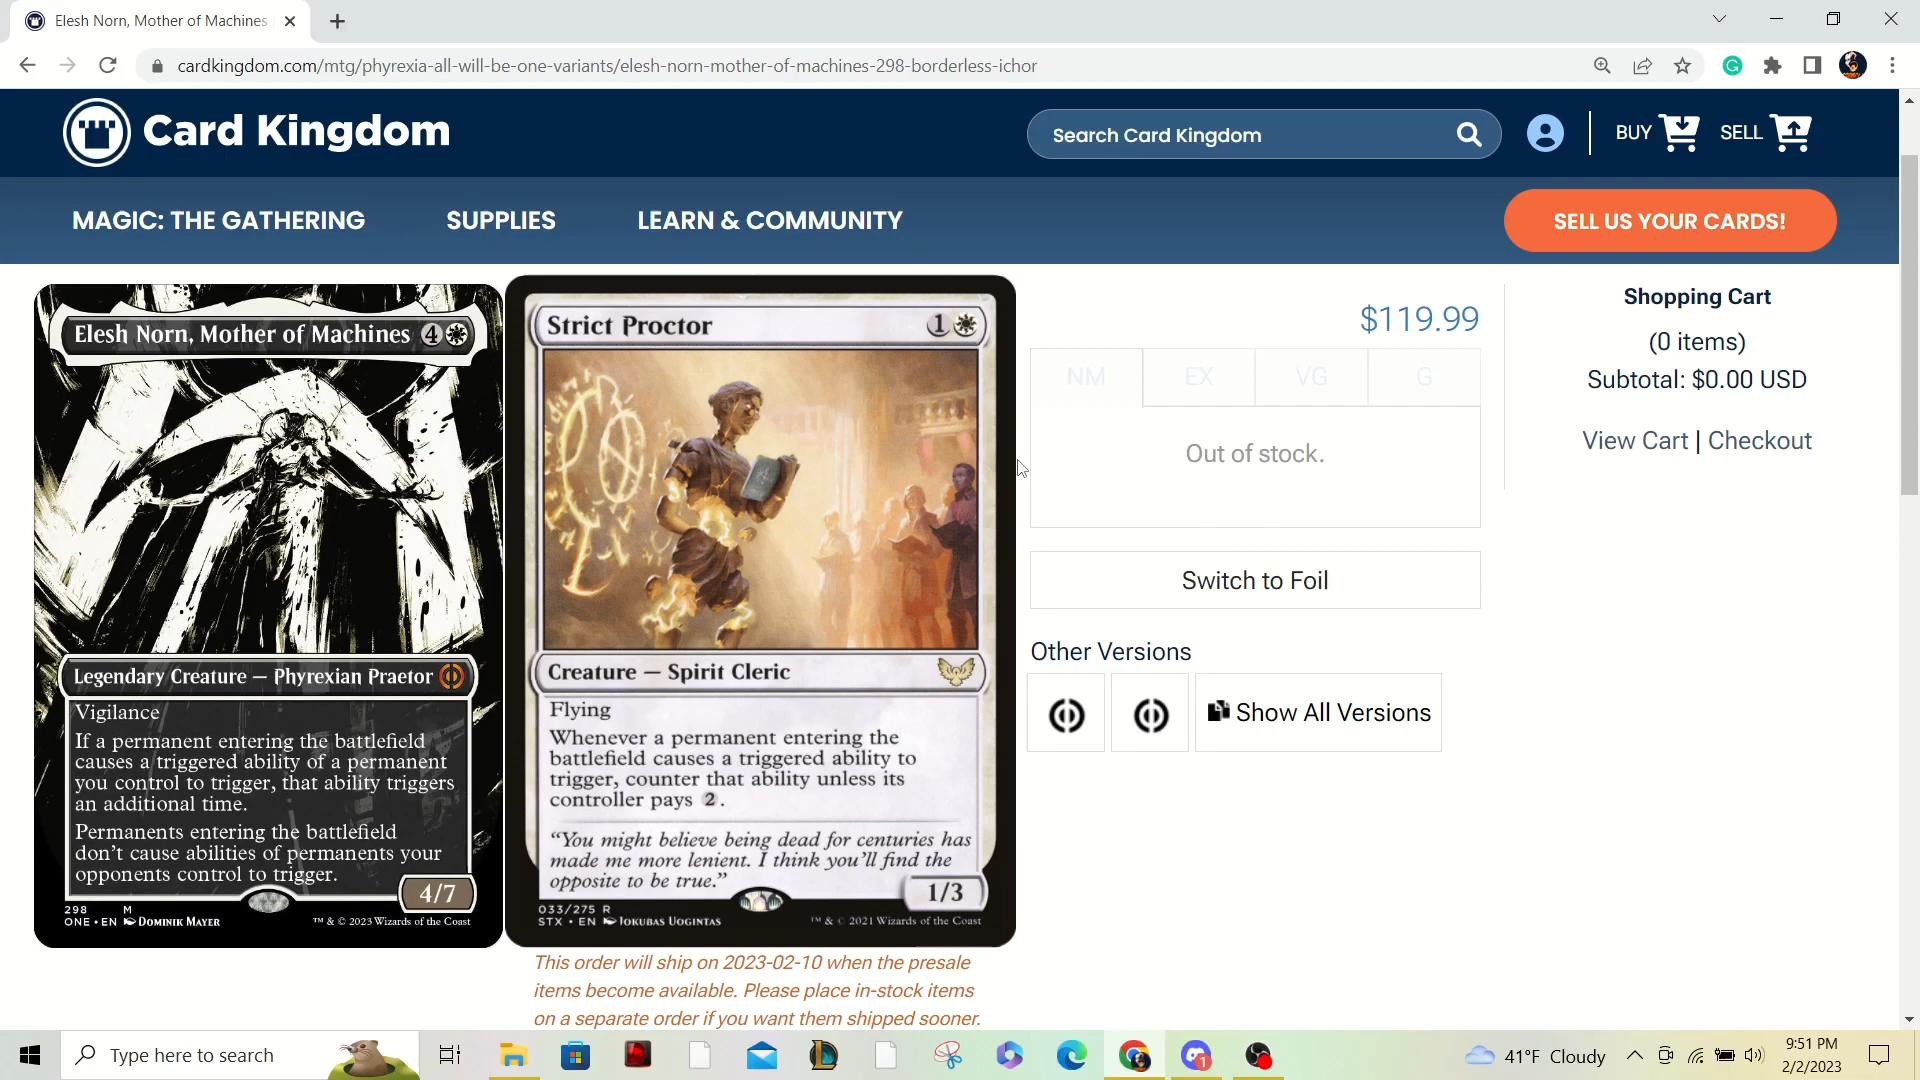 Elesh Norn, Mother of Machines
cardkingdom.com/mtg/phyrexia-all-will-be-one-variants/elesh-norn-mother-of-machines-298-borderless-ichor
Card Kingdom
Search Card Kingdom
BUY
SELL
MAGIC: THE GATHERING
SUPPLIES
LEARN & COMMUNITY
SELL US YOUR CARDS!
Elesh Norn, Mother of Machines 4
Legendary Creature — Phyrexian Praetor
Vigilance
If a permanent entering the battlefield
causes a triggered ability of a permanent
you control to trigger, that ability triggers
an additional time.
Permanents entering the battlefield
don't cause abilities of permanents your
opponents control to trigger.
4/7
298 M
ONE • EN DOMINIK MAYER
™ & © 2023 Wizards of the Coast
Strict Proctor 1
Creature — Spirit Cleric
Flying
Whenever a permanent entering the
battlefield causes a triggered ability to
trigger, counter that ability unless its
controller pays 2.
“You might believe being dead for centuries has
made me more lenient. I think you’ll find the
opposite to be true.”
1/3
033/275 R
STX • EN JOKUBAS UOGINTAS
™ & © 2021 Wizards of the Coast
This order will ship on 2023-02-10 when the presale
items become available. Please place in-stock items
on a separate order if you want them shipped sooner.
$119.99
NM EX VG G
Out of stock.
Switch to Foil
Other Versions
Show All Versions
Shopping Cart
(0 items)
Subtotal: $0.00 USD
View Cart | Checkout
Type here to search
1
41°F Cloudy
9:51 PM
2/2/2023